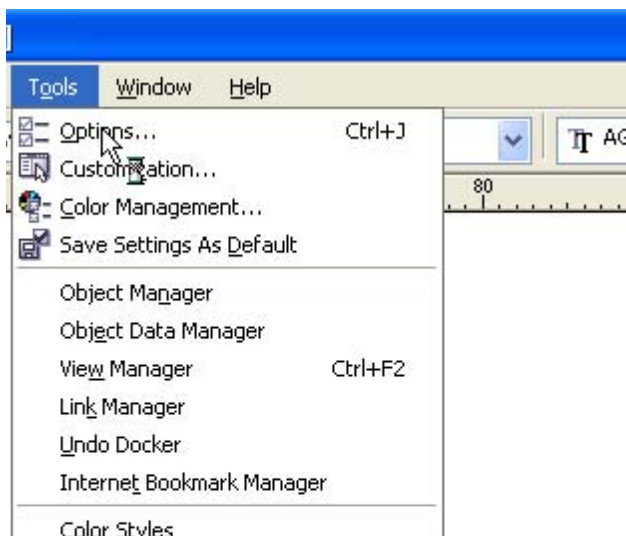 Tools Window Help
Options... Ctrl+J
AG
Customization...
80
Color Management...
Save Settings As Default
Object Manager
Object Data Manager
View Manager Ctrl+F2
Link Manager
Undo Docker
Internet Bookmark Manager
Color Styles